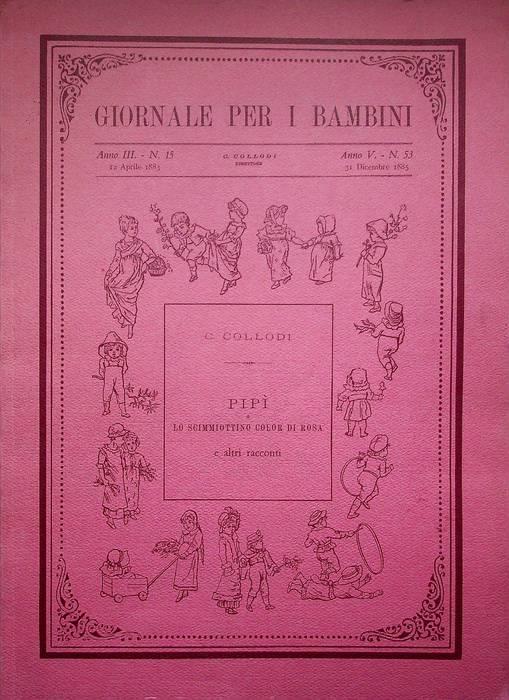 GIORNALE PER I BAMBINI
Anno III. - N. 15
12 Aprile 1883
C. COLLODI
DIRETTORE
Anno V. - N. 53
31 Dicembre 1885
C. COLLODI
PIPÌ
o
LO SCIMMIOTTINO COLOR DI ROSA
e altri racconti